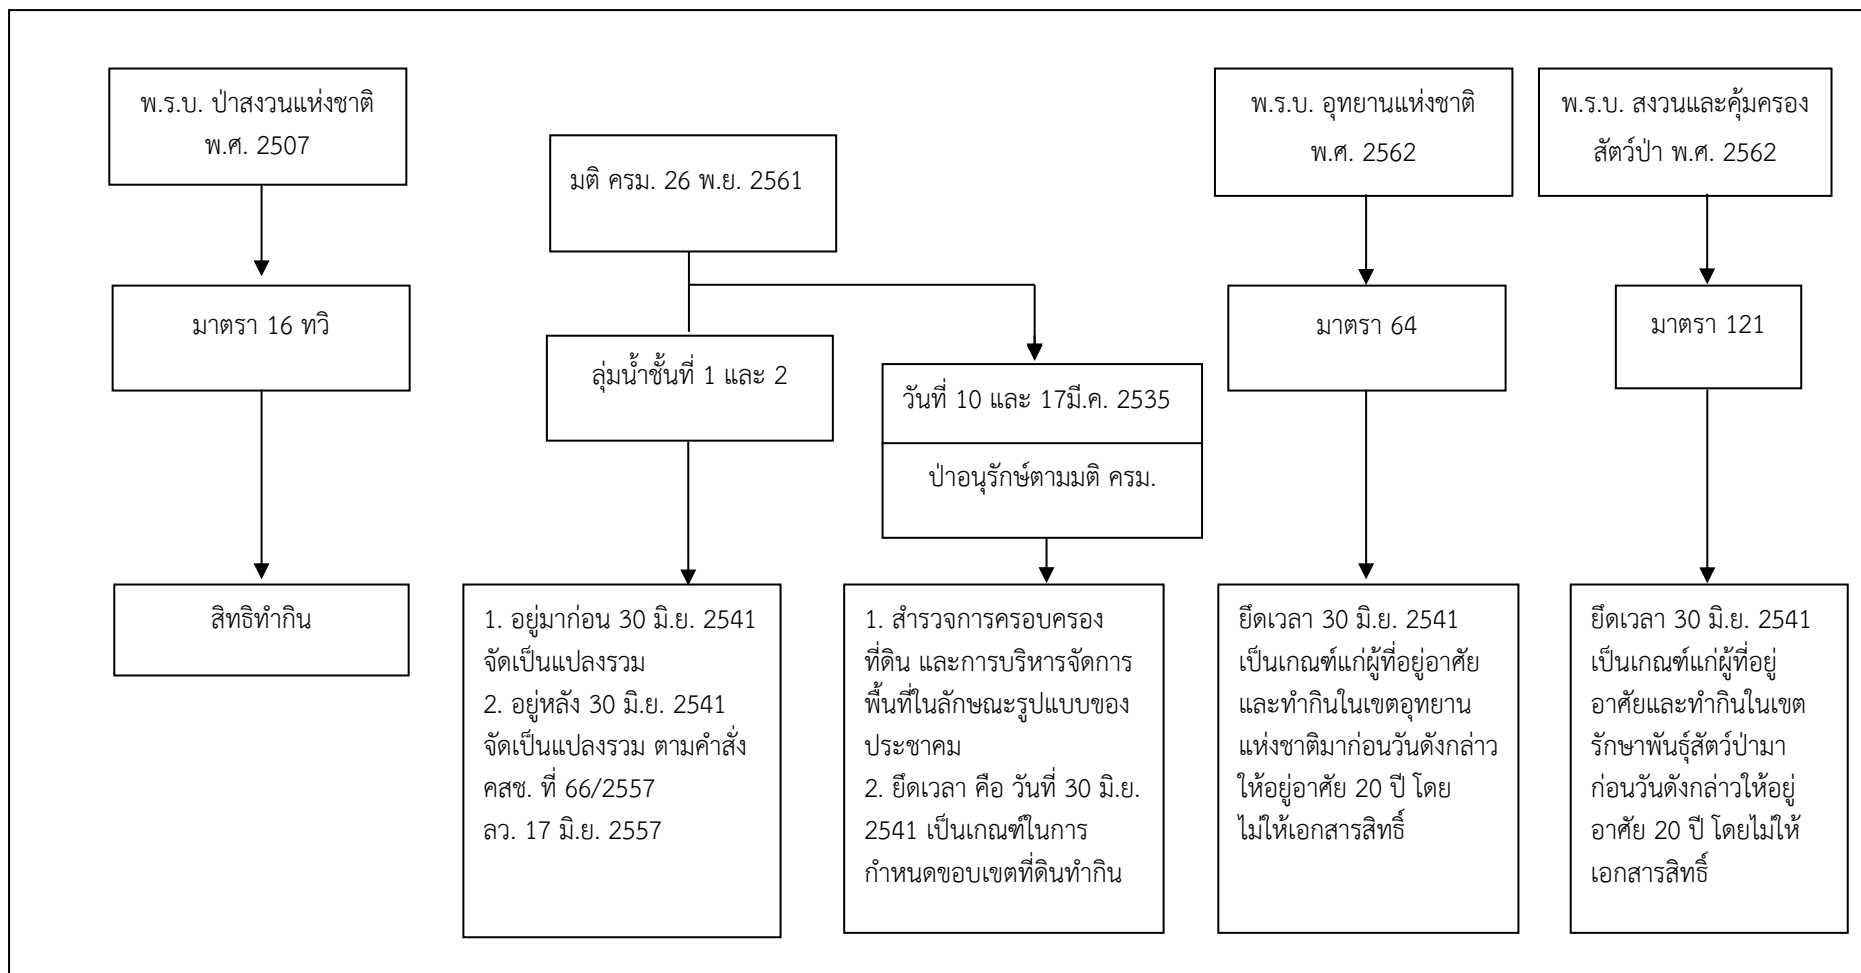 พ.ร.บ. ป่าสงวนแห่งชาติ
พ.ศ. 2507
มาตรา 16 ทวิ
สิทธิทำกิน
มติ ครม. 26 พ.ย. 2561
ลุ่มน้ำชั้นที่ 1 และ 2
1. อยู่มาก่อน 30 มิ.ย. 2541
จัดเป็นแปลงรวม
2. อยู่หลัง 30 มิ.ย. 2541
จัดเป็นแปลงรวม ตามคำสั่ง
คสช. ที่ 66/2557
ลว. 17 มิ.ย. 2557
วันที่ 10 และ 17มี.ค. 2535
ป่าอนุรักษ์ตามมติ ครม.
1. สำรวจการครอบครอง
ที่ดิน และการบริหารจัดการ
พื้นที่ในลักษณะรูปแบบของ
ประชาคม
2. ยึดเวลา คือ วันที่ 30 มิ.ย.
2541 เป็นเกณฑ์ในการ
กำหนดขอบเขตที่ดินทำกิน
พ.ร.บ. อุทยานแห่งชาติ
พ.ศ. 2562
มาตรา 64
ยึดเวลา 30 มิ.ย. 2541
เป็นเกณฑ์แก่ผู้ที่อยู่อาศัย
และทำกินในเขตอุทยาน
แห่งชาติมาก่อนวันดังกล่าว
ให้อยู่อาศัย 20 ปี โดย
ไม่ให้เอกสารสิทธิ์
พ.ร.บ. สงวนและคุ้มครอง
สัตว์ป่า พ.ศ. 2562
มาตรา 121
ยึดเวลา 30 มิ.ย. 2541
เป็นเกณฑ์แก่ผู้ที่อยู่
อาศัยและทำกินในเขต
รักษาพันธุ์สัตว์ป่ามา
ก่อนวันดังกล่าวให้อยู่
อาศัย 20 ปี โดยไม่ให้
เอกสารสิทธิ์